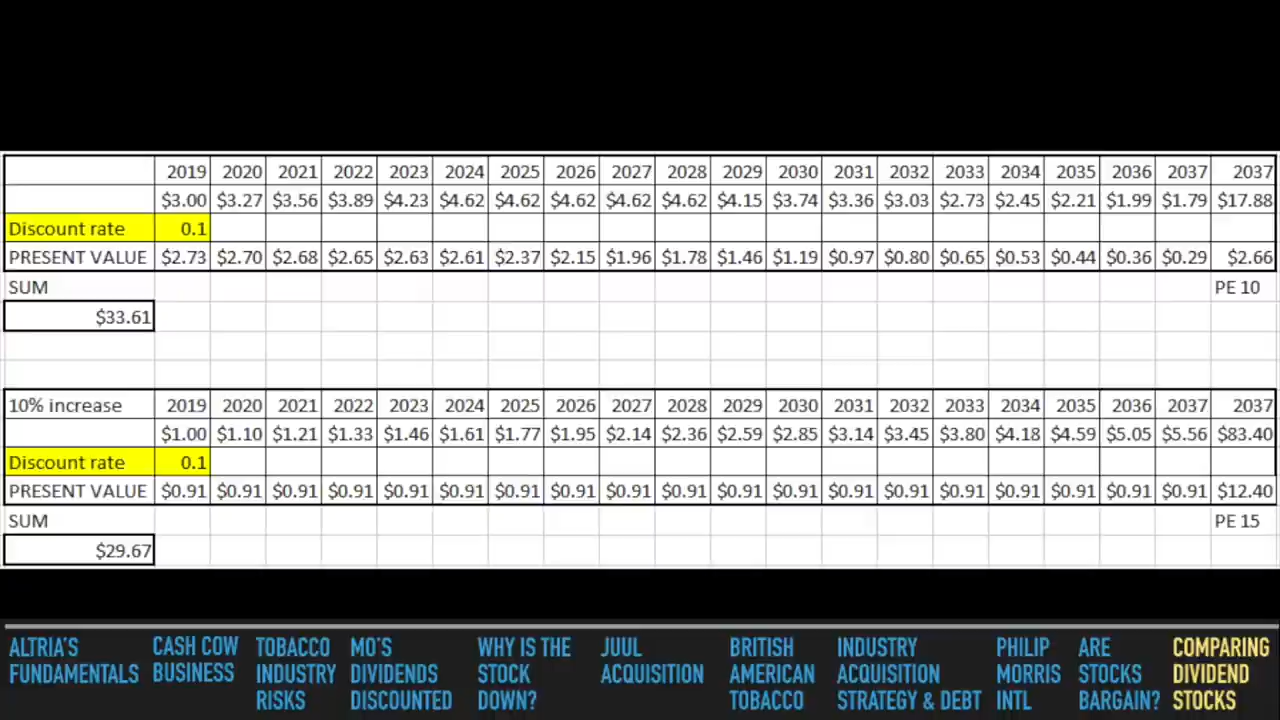 2019 2020 2021 2022 2023 2024 2025 2026 2027 2028 2029 2030 2031 2032 2033 2034 2035 2036 2037 2037
$3.00 $3.27 $3.56 $3.89 $4.23 $4.62 $4.62 $4.62 $4.62 $4.62 $4.15 $3.74 $3.36 $3.03 $2.73 $2.45 $2.21 $1.99 $1.79 $17.88
Discount rate 0.1
PRESENT VALUE $2.73 $2.70 $2.68 $2.65 $2.63 $2.61 $2.37 $2.15 $1.96 $1.78 $1.46 $1.19 $0.97 $0.80 $0.65 $0.53 $0.44 $0.36 $0.29 $2.66
SUM PE 10
$33.61
10% increase 2019 2020 2021 2022 2023 2024 2025 2026 2027 2028 2029 2030 2031 2032 2033 2034 2035 2036 2037 2037
$1.00 $1.10 $1.21 $1.33 $1.46 $1.61 $1.77 $1.95 $2.14 $2.36 $2.59 $2.85 $3.14 $3.45 $3.80 $4.18 $4.59 $5.05 $5.56 $83.40
Discount rate 0.1
PRESENT VALUE $0.91 $0.91 $0.91 $0.91 $0.91 $0.91 $0.91 $0.91 $0.91 $0.91 $0.91 $0.91 $0.91 $0.91 $0.91 $0.91 $0.91 $0.91 $0.91 $12.40
SUM PE 15
$29.67
ALTRIA'S
FUNDAMENTALS
CASH COW
BUSINESS
TOBACCO
INDUSTRY
RISKS
MO'S
DIVIDENDS
DISCOUNTED
WHY IS THE
STOCK
DOWN?
JUUL
ACQUISITION
BRITISH
AMERICAN
TOBACCO
INDUSTRY
ACQUISITION
STRATEGY & DEBT
PHILIP
MORRIS
INTL
ARE
STOCKS
BARGAIN?
COMPARING
DIVIDEND
STOCKS